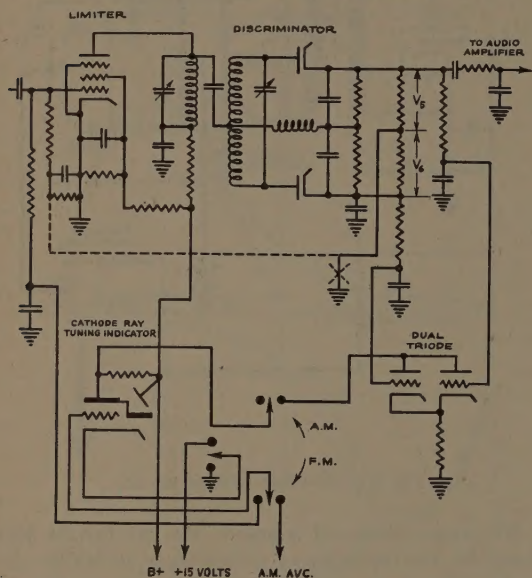 LIMITER
DISCRIMINATOR
TO AUDIO
AMPLIFIER
V5
V6
CATHODE RAY
TUNING INDICATOR
DUAL
TRIODE
A.M.
F.M.
B+ +15 VOLTS A.M. AVC.